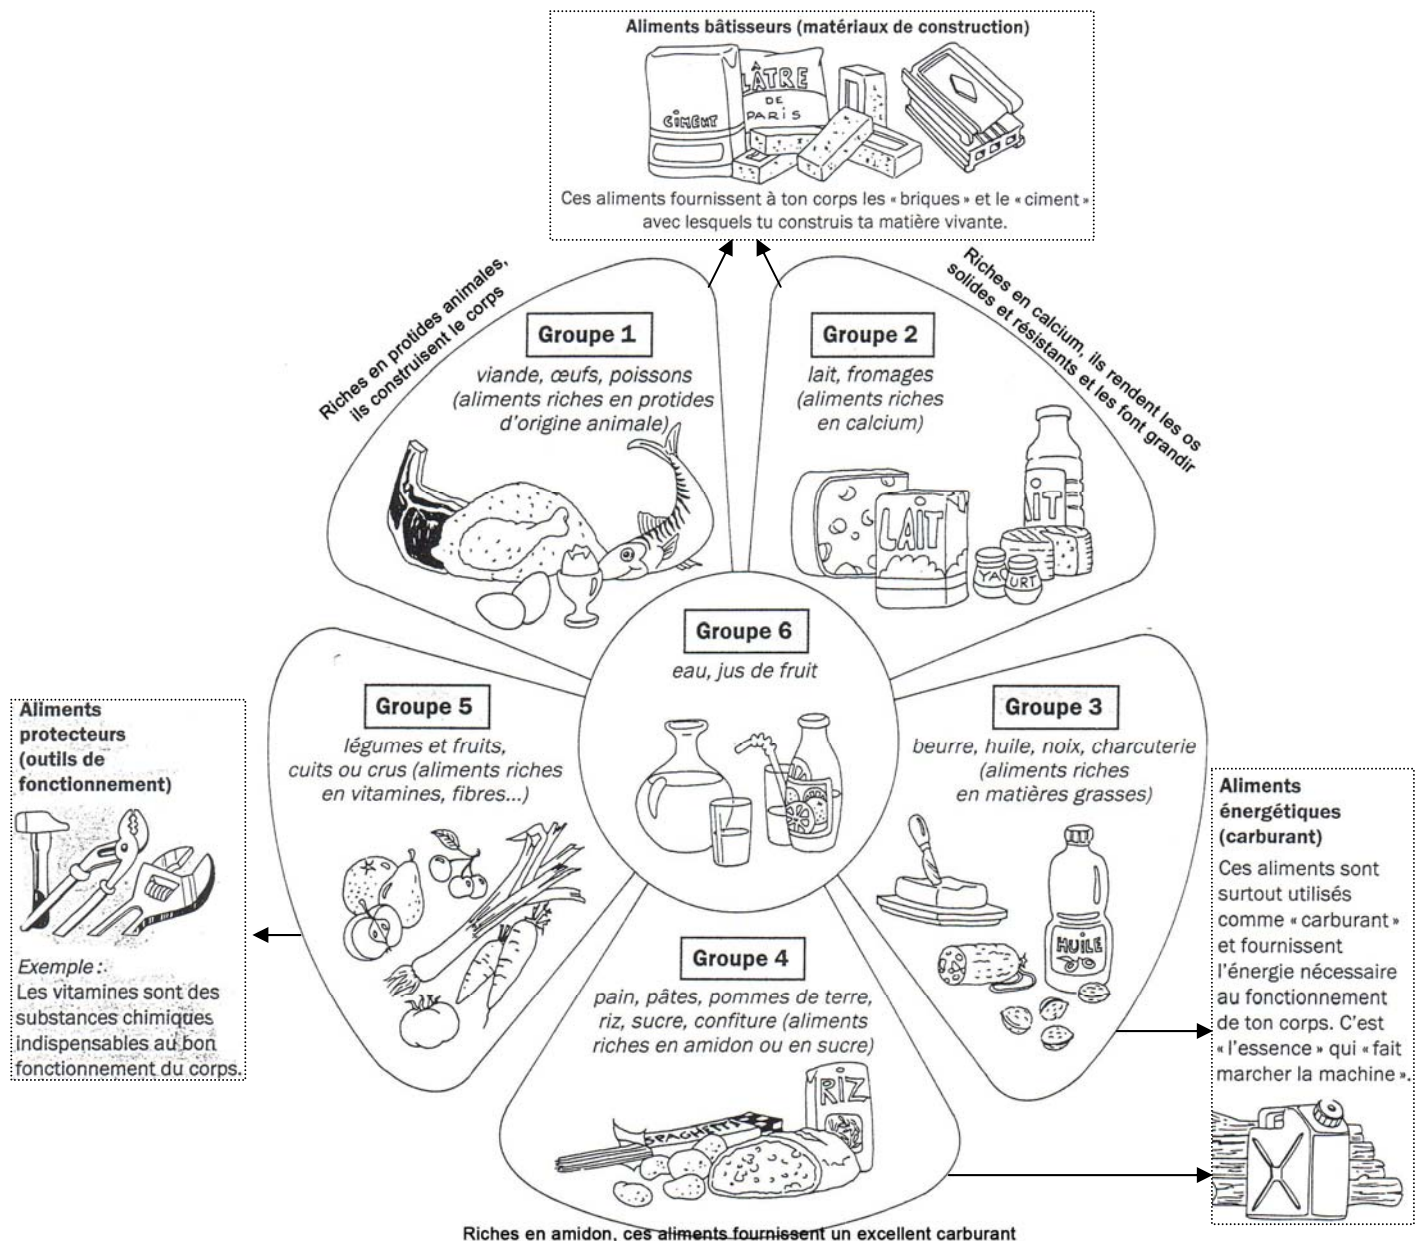 Aliments bâtisseurs (matériaux de construction)
CIMENT
LÂTRE
DE
PARIS
Ces aliments fournissent à ton corps les « briques » et le « ciment »
avec lesquels tu construis ta matière vivante.
Riches en protides animales,
ils construisent le corps
Riches en calcium, ils rendent les os
solides et résistants et les font grandir
Groupe 1
viande, œufs, poissons
(aliments riches en protides
d'origine animale)
Groupe 2
lait, fromages
(aliments riches
en calcium)
LAIT
AIT
YA
URT
Groupe 6
eau, jus de fruit
Groupe 5
légumes et fruits,
cuits ou crus (aliments riches
en vitamines, fibres...)
Groupe 3
beurre, huile, noix, charcuterie
(aliments riches
en matières grasses)
HUILE
Aliments
protecteurs
(outils de
fonctionnement)
Exemple :
Les vitamines sont des
substances chimiques
indispensables au bon
fonctionnement du corps.
Aliments
énergétiques
(carburant)
Ces aliments sont
surtout utilisés
comme « carburant »
et fournissent
l'énergie nécessaire
au fonctionnement
de ton corps. C'est
« l'essence » qui « fait
marcher la machine ».
Groupe 4
pain, pâtes, pommes de terre,
riz, sucre, confiture (aliments
riches en amidon ou en sucre)
RIZ
SPAGHETTI
Riches en amidon, ces aliments fournissent un excellent carburant